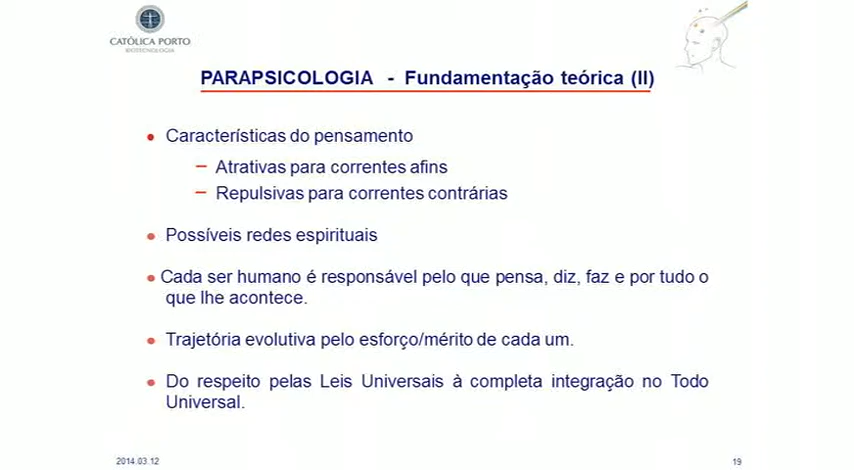 CATÓLICA PORTO
BIOTECNOLOGIA
PARAPSICOLOGIA - Fundamentação teórica (II)
• Características do pensamento
– Atrativas para correntes afins
– Repulsivas para correntes contrárias
• Possíveis redes espirituais
• Cada ser humano é responsável pelo que pensa, diz, faz e por tudo o
que lhe acontece.
• Trajetória evolutiva pelo esforço/mérito de cada um.
• Do respeito pelas Leis Universais à completa integração no Todo
Universal.
2014.03.12
19